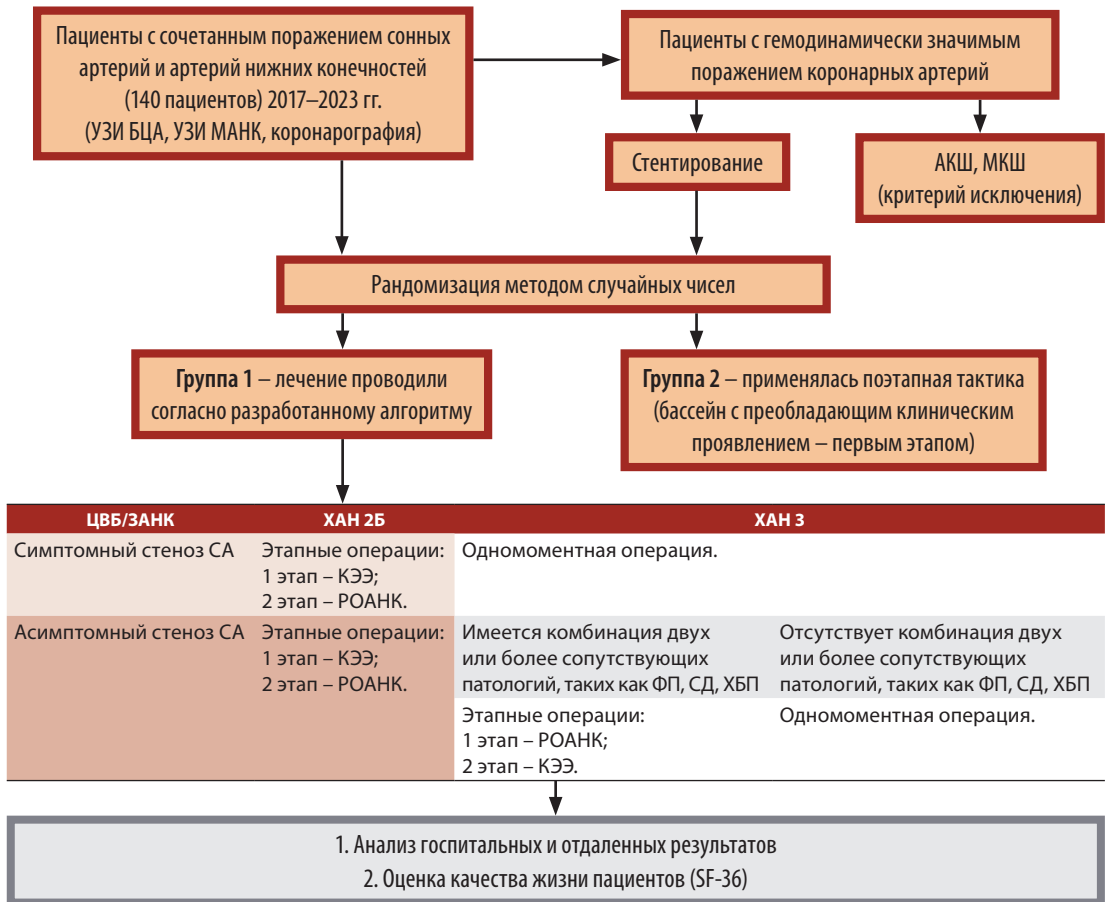 Пациенты с сочетанным поражением сонных
артерий и артерий нижних конечностей
(140 пациентов) 2017–2023 гг.
(УЗИ БЦА, УЗИ МАНК, коронарография)
Пациенты с гемодинамически значимым
поражением коронарных артерий
Стентирование
АКШ, МКШ
(критерий исключения)
Рандомизация методом случайных чисел
Группа 1 – лечение проводили
согласно разработанному алгоритму
Группа 2 – применялась поэтапная тактика
(бассейн с преобладающим клиническим
проявлением – первым этапом)
ЦВБ/ЗАНК ХАН 2Б ХАН 3
Симптомный стеноз СА Этапные операции: Одномоментная операция.
1 этап – КЭЭ;
2 этап – РОАНК.
Асимптомный стеноз СА Этапные операции: Имеется комбинация двух Отсутствует комбинация двух
1 этап – КЭЭ; или более сопутствующих или более сопутствующих
2 этап – РОАНК. патологий, таких как ФП, СД, ХБП патологий, таких как ФП, СД, ХБП
Этапные операции: Одномоментная операция.
1 этап – РОАНК;
2 этап – КЭЭ.
1. Анализ госпитальных и отдаленных результатов
2. Оценка качества жизни пациентов (SF-36)